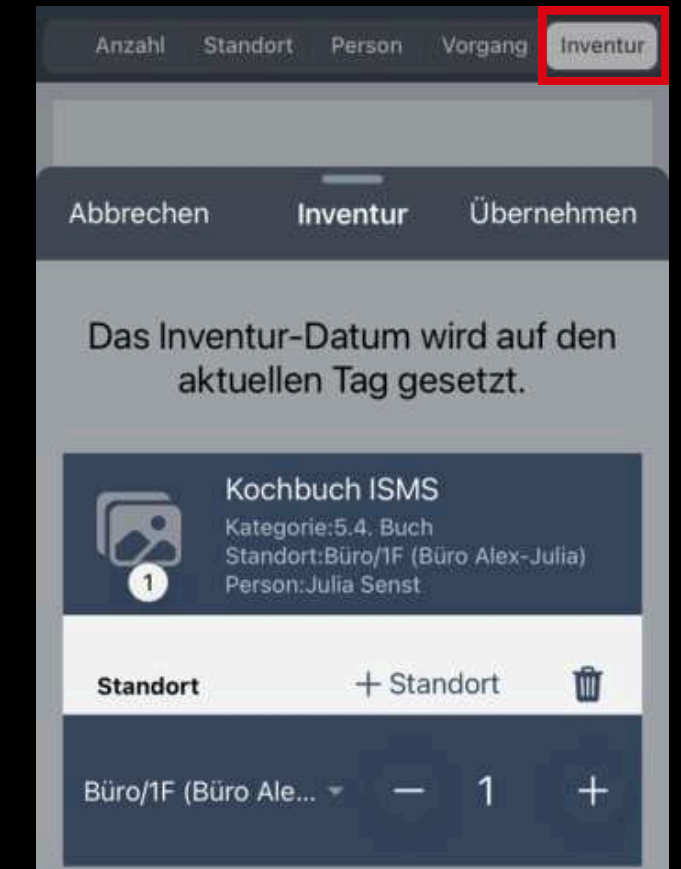 Anzahl Standort Person Vorgang Inventur
Abbrechen Inventur Übernehmen
Das Inventur-Datum wird auf den
aktuellen Tag gesetzt.
Kochbuch ISMS
Kategorie:5.4. Buch
Standort:Büro/1F (Büro Alex-Julia)
Person:Julia Senst
1
Standort + Standort
Büro/1F (Büro Ale... − 1 +